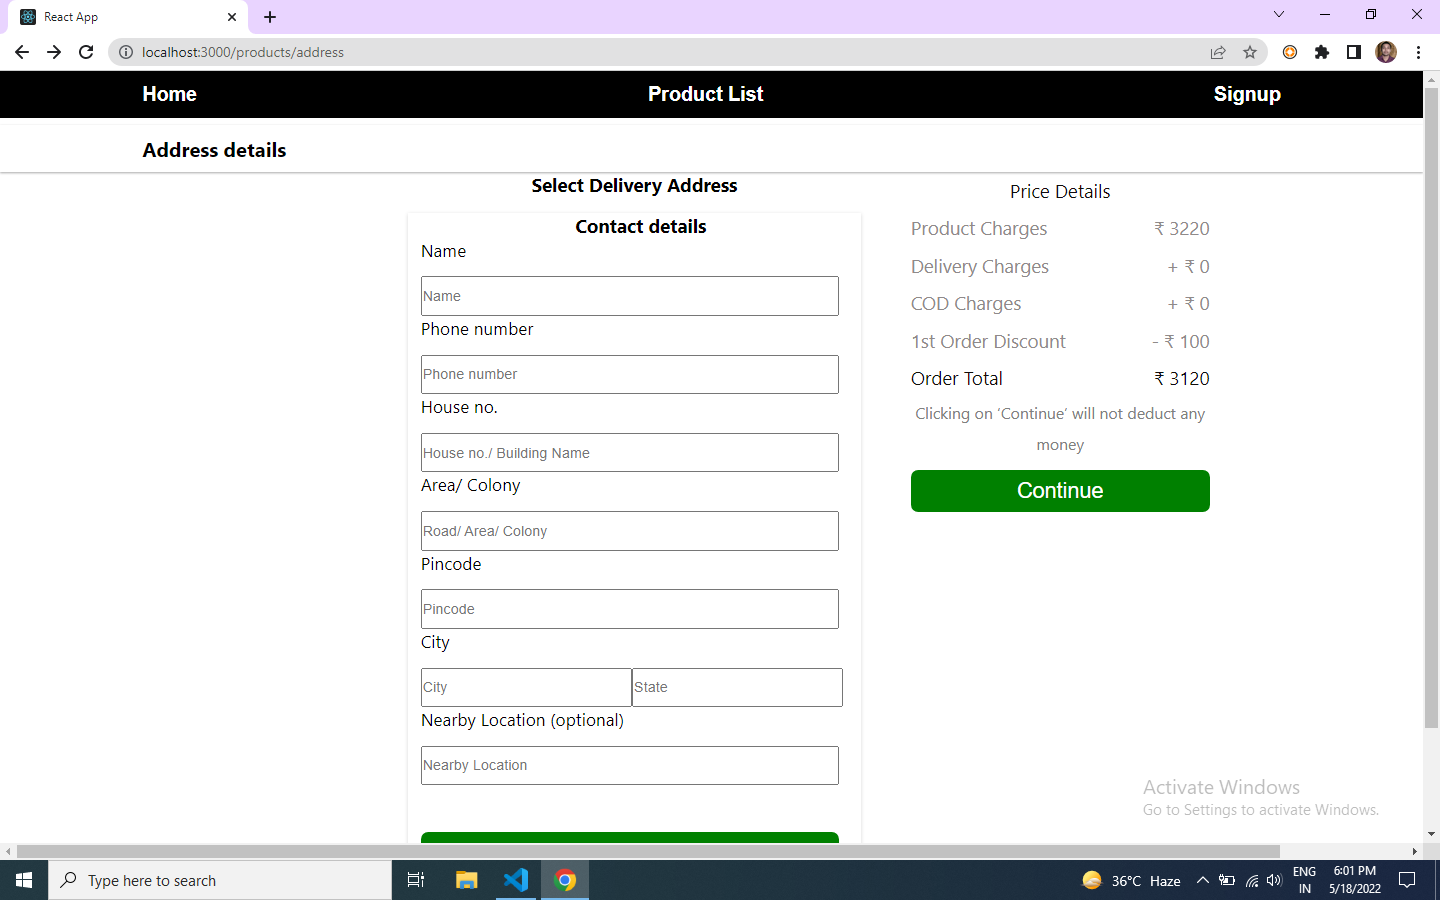 React App
localhost:3000/products/address
Home Product List Signup
Address details
Select Delivery Address
Contact details
Name
Name
Phone number
Phone number
House no.
House no./ Building Name
Area/ Colony
Road/ Area/ Colony
Pincode
Pincode
City
City State
Nearby Location (optional)
Nearby Location
Price Details
Product Charges ₹ 3220
Delivery Charges + ₹ 0
COD Charges + ₹ 0
1st Order Discount - ₹ 100
Order Total ₹ 3120
Clicking on ‘Continue’ will not deduct any
money
Continue
Activate Windows
Go to Settings to activate Windows.
Type here to search
36°C Haze
ENG
IN
6:01 PM
5/18/2022